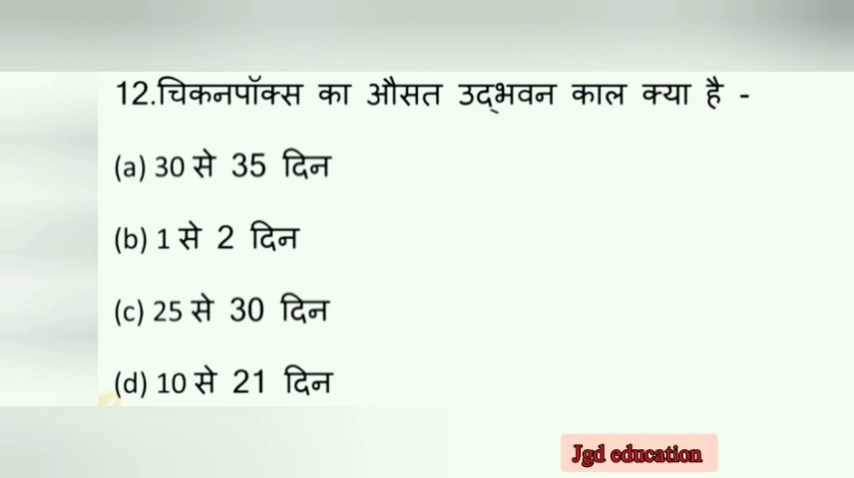 12.चिकनपॉक्स का औसत उद्भवन काल क्या है -
(a) 30 से 35 दिन
(b) 1 से 2 दिन
(c) 25 से 30 दिन
(d) 10 से 21 दिन
Jgd education